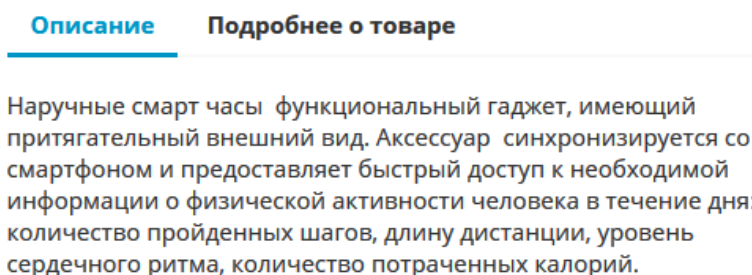 Описание Подробнее о товаре
Наручные смарт часы  функциональный гаджет, имеющий
притягательный внешний вид. Аксессуар  синхронизируется со
смартфоном и предоставляет быстрый доступ к необходимой
информации о физической активности человека в течение дня:
количество пройденных шагов, длину дистанции, уровень
сердечного ритма, количество потраченных калорий.